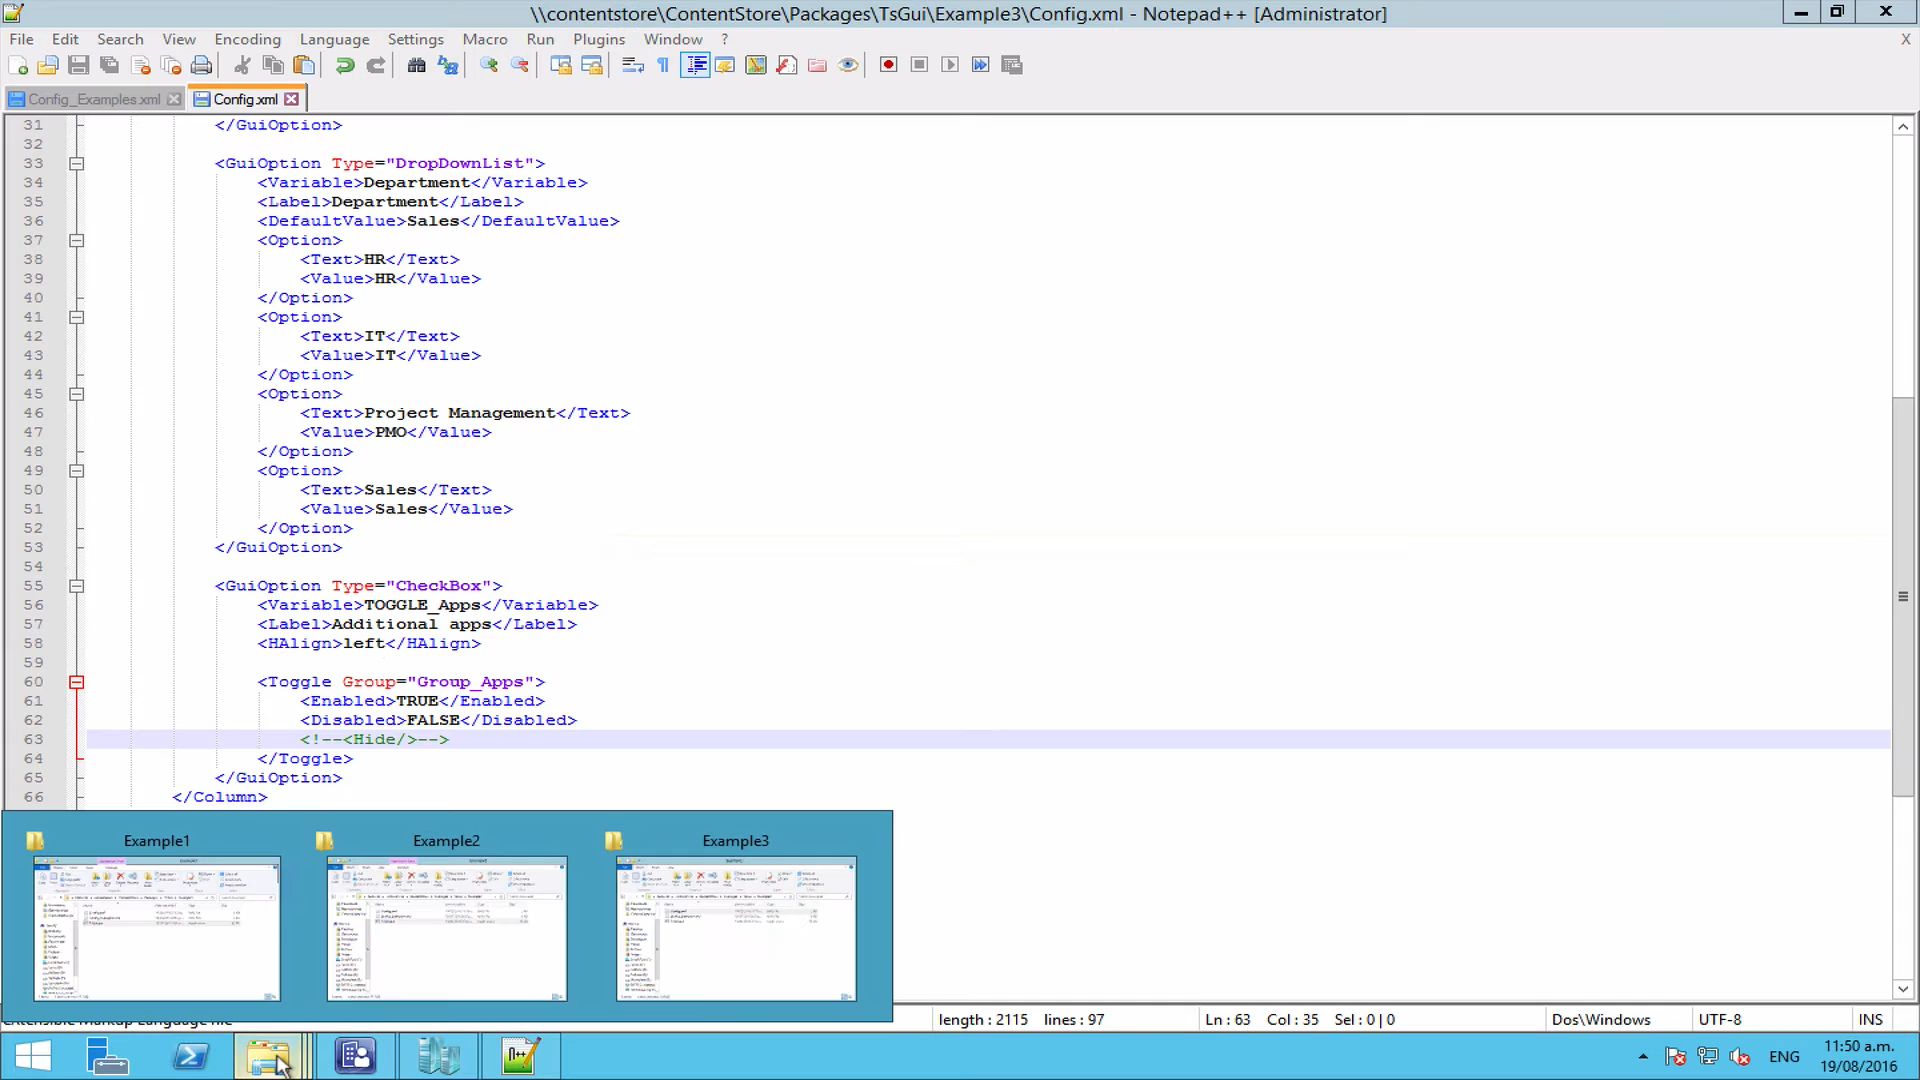 \\contentstore\ContentStore\Packages\TsGui\Example3\Config.xml - Notepad++ [Administrator]
File Edit Search View Encoding Language Settings Macro Run Plugins Window ? X
Config_Examples.xml Config.xml
31 </GuiOption>
32
33 <GuiOption Type="DropDownList">
34 <Variable>Department</Variable>
35 <Label>Department</Label>
36 <DefaultValue>Sales</DefaultValue>
37 <Option>
38 <Text>HR</Text>
39 <Value>HR</Value>
40 </Option>
41 <Option>
42 <Text>IT</Text>
43 <Value>IT</Value>
44 </Option>
45 <Option>
46 <Text>Project Management</Text>
47 <Value>PMO</Value>
48 </Option>
49 <Option>
50 <Text>Sales</Text>
51 <Value>Sales</Value>
52 </Option>
53 </GuiOption>
54
55 <GuiOption Type="CheckBox">
56 <Variable>TOGGLE_Apps</Variable>
57 <Label>Additional apps</Label>
58 <HAlign>left</HAlign>
59
60 <Toggle Group="Group_Apps">
61 <Enabled>TRUE</Enabled>
62 <Disabled>FALSE</Disabled>
63 <!--<Hide/>-->
64 </Toggle>
65 </GuiOption>
66 </Column>
Example1 Example2 Example3
length : 2115 lines : 97 Ln : 63 Col : 35 Sel : 0 | 0 Dos\Windows UTF-8 INS
ENG 11:50 a.m.
19/08/2016